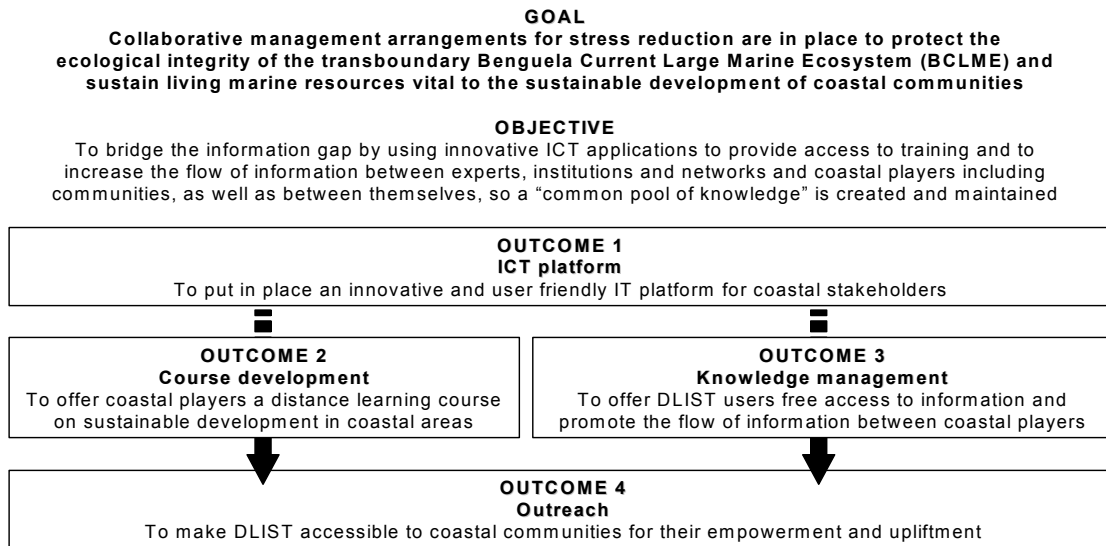 GOAL
Collaborative management arrangements for stress reduction are in place to protect the
ecological integrity of the transboundary Benguela Current Large Marine Ecosystem (BCLME) and
sustain living marine resources vital to the sustainable development of coastal communities
OBJECTIVE
To bridge the information gap by using innovative ICT applications to provide access to training and to
increase the flow of information between experts, institutions and networks and coastal players including
communities, as well as between themselves, so a “common pool of knowledge” is created and maintained
OUTCOME 1
ICT platform
To put in place an innovative and user friendly IT platform for coastal stakeholders
OUTCOME 2
Course development
To offer coastal players a distance learning course
on sustainable development in coastal areas
OUTCOME 3
Knowledge management
To offer DLIST users free access to information and
promote the flow of information between coastal players
OUTCOME 4
Outreach
To make DLIST accessible to coastal communities for their empowerment and upliftment